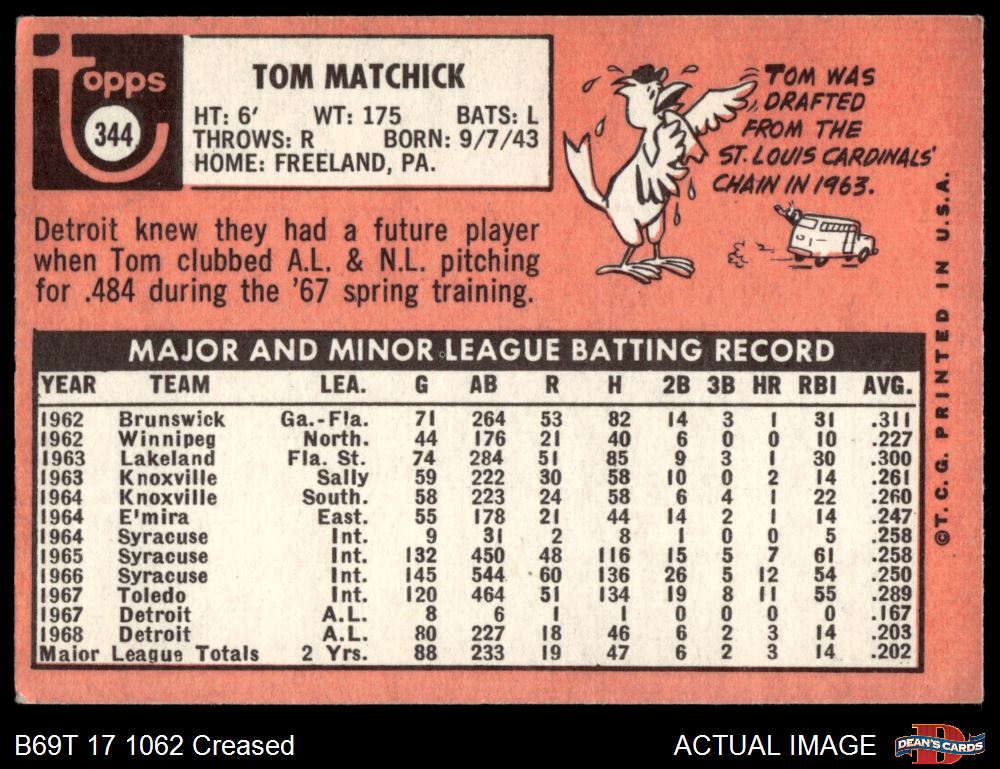 Topps
344
TOM MATCHICK
HT: 6' WT: 175 BATS: L
THROWS: R BORN: 9/7/43
HOME: FREELAND, PA.
TOM WAS
DRAFTED
FROM THE
ST. LOUIS CARDINALS'
CHAIN IN 1963.
Detroit knew they had a future player
when Tom clubbed A.L. & N.L. pitching
for .484 during the '67 spring training.
MAJOR AND MINOR LEAGUE BATTING RECORD
YEAR TEAM LEA. G AB R H 2B 3B HR RBI AVG.
1962 Brunswick Ga.-Fla. 71 264 53 82 14 3 1 31 .311
1962 Winnipeg North. 44 176 21 40 6 0 0 10 .227
1963 Lakeland Fla. St. 74 284 51 85 9 3 1 30 .300
1963 Knoxville Sally 59 222 30 58 10 0 2 14 .261
1964 Knoxville South. 58 223 24 58 6 4 1 22 .260
1964 E'mira East. 55 178 21 44 14 2 1 14 .247
1964 Syracuse Int. 9 31 2 8 1 0 0 5 .258
1965 Syracuse Int. 132 450 48 116 15 5 7 61 .258
1966 Syracuse Int. 145 544 60 136 26 5 12 54 .250
1967 Toledo Int. 120 464 51 134 19 8 11 55 .289
1967 Detroit A.L. 8 6 1 1 0 0 0 0 .167
1968 Detroit A.L. 80 227 18 46 6 2 3 14 .203
Major League Totals 2 Yrs. 88 233 19 47 6 2 3 14 .202
©T.C.G. PRINTED IN U.S.A.
B69T 17 1062 Creased
ACTUAL IMAGE
D
DEAN'S CARDS